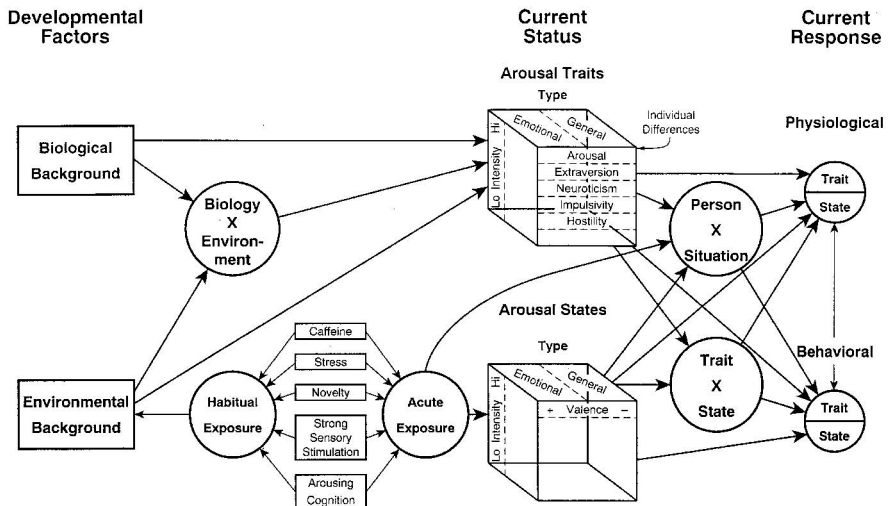 Developmental
Factors
Current
Status
Current
Response
Arousal Traits
Type
Emotional
General
Hi
Intensity
Lo
Individual
Differences
Arousal
Extraversion
Neuroticism
Impulsivity
Hostility
Physiological
Trait
State
Biological
Background
Biology
X
Environ-
ment
Person
X
Situation
Arousal States
Type
Emotional
General
Hi
Intensity
Lo
+ Valence −
Trait
X
State
Behavioral
Trait
State
Environmental
Background
Habitual
Exposure
Caffeine
Stress
Novelty
Strong
Sensory
Stimulation
Arousing
Cognition
Acute
Exposure